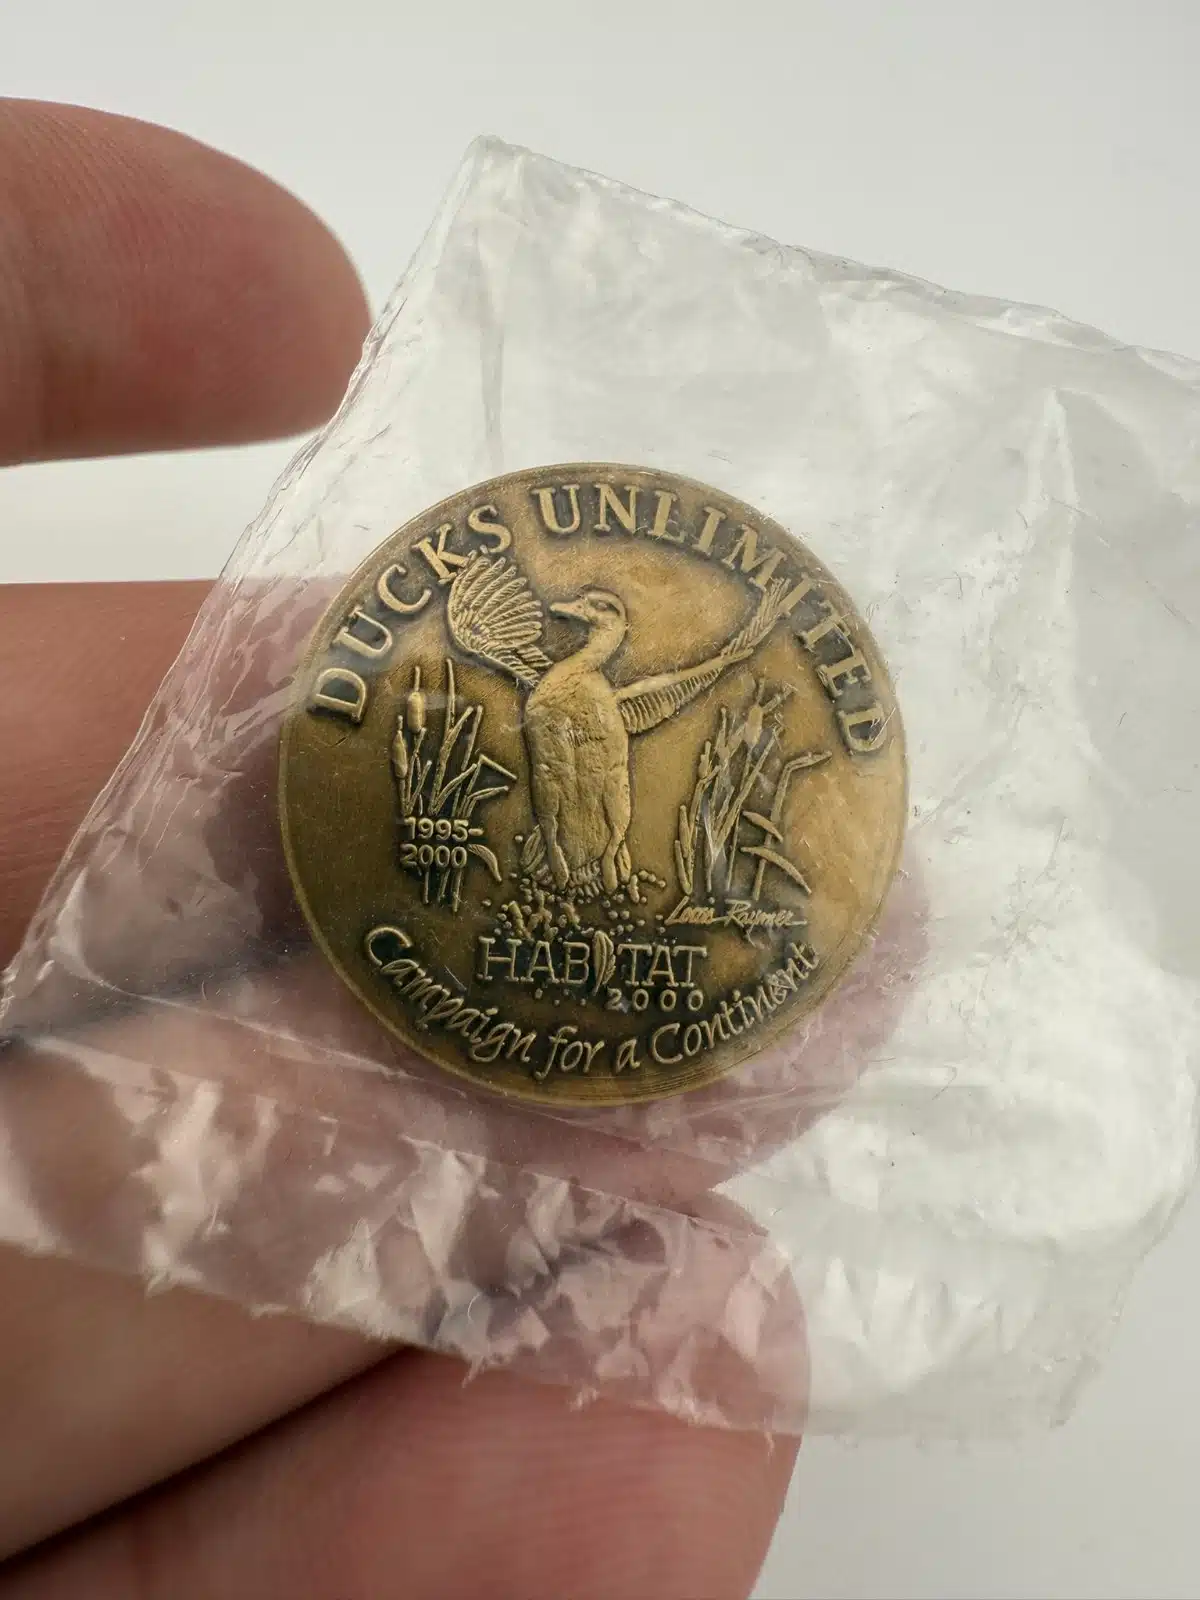 DUCKS UNLIMITED
1995-
2000
Louis Raymer
HABITAT
2000
Campaign for a Continent